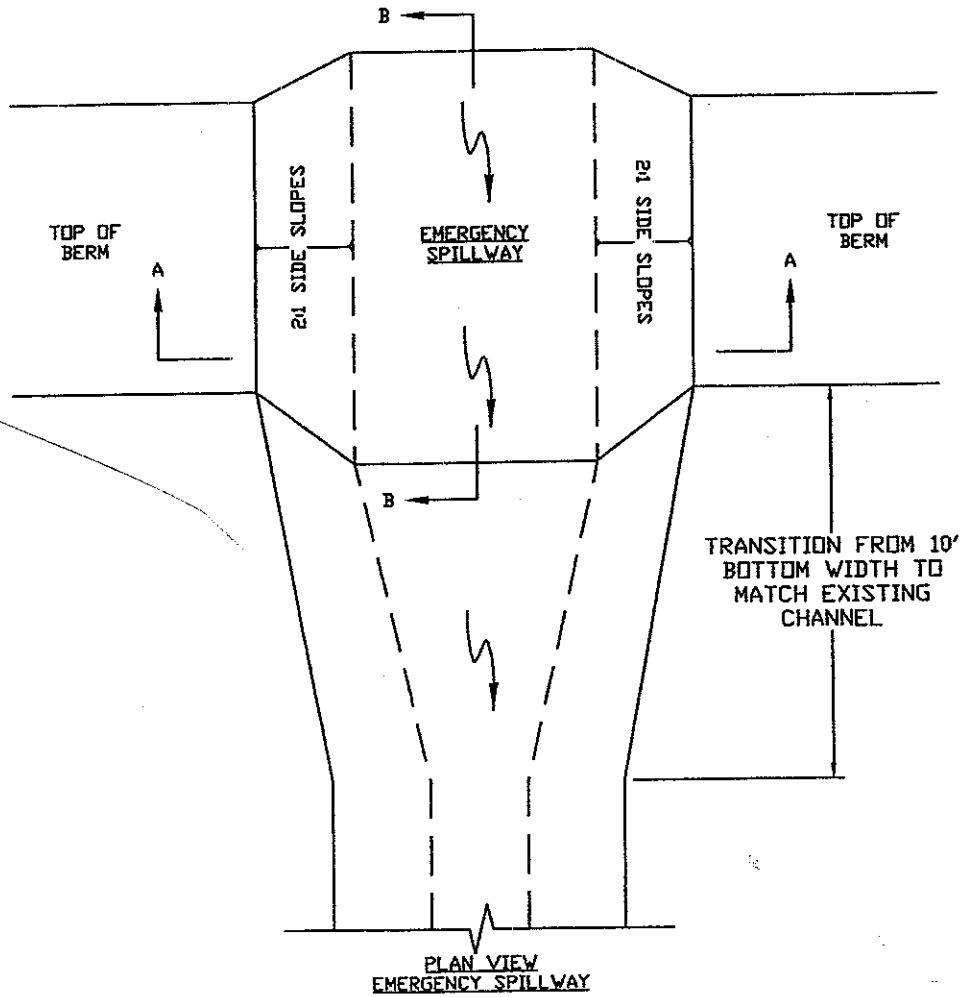 B
2:1 SIDE SLOPES
2:1 SIDE SLOPES
TOP OF
BERM
EMERGENCY
SPILLWAY
TOP OF
BERM
A
A
B
TRANSITION FROM 10'
BOTTOM WIDTH TO
MATCH EXISTING
CHANNEL
PLAN VIEW
EMERGENCY SPILLWAY